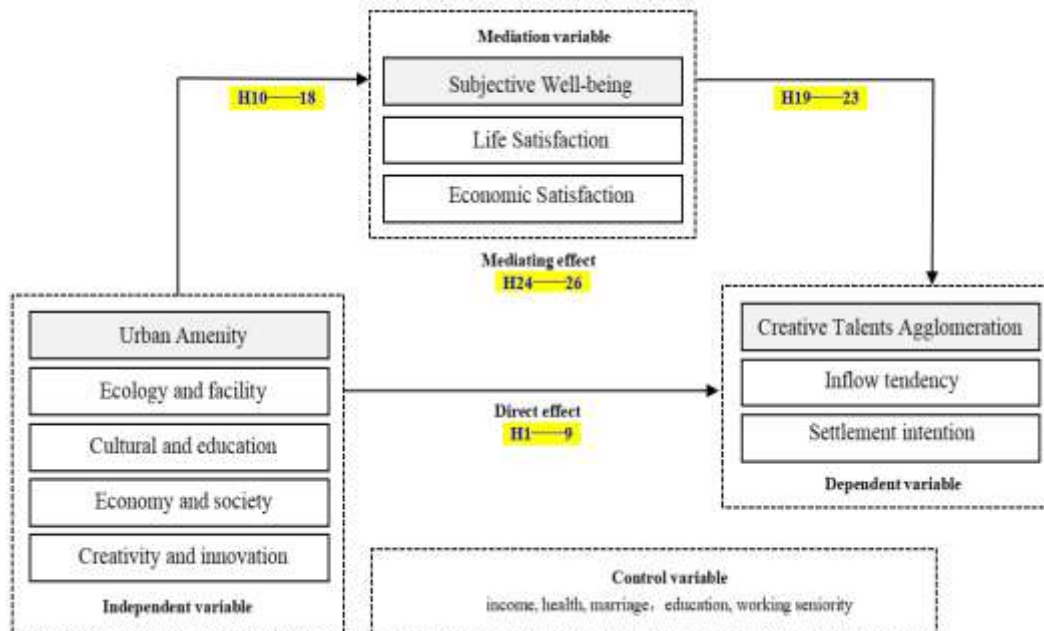 Mediation variable
Subjective Well-being
Life Satisfaction
Economic Satisfaction
H10——18
H19——23
Mediating effect
H24——26
Urban Amenity
Ecology and facility
Cultural and education
Economy and society
Creativity and innovation
Independent variable
Direct effect
H1——9
Creative Talents Agglomeration
Inflow tendency
Settlement intention
Dependent variable
Control variable
income, health, marriage，education, working seniority